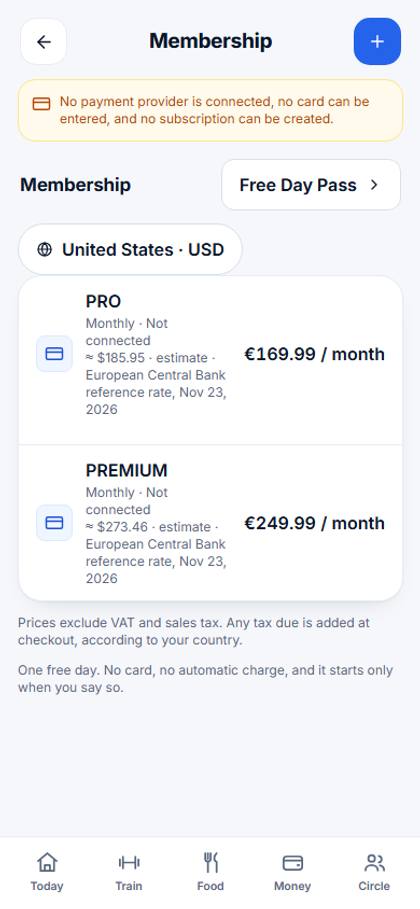 Membership
No payment provider is connected, no card can be
entered, and no subscription can be created.
Membership
Free Day Pass
United States · USD
PRO
Monthly · Not
connected
≈ $185.95 · estimate ·
European Central Bank
reference rate, Nov 23,
2026
€169.99 / month
PREMIUM
Monthly · Not
connected
≈ $273.46 · estimate ·
European Central Bank
reference rate, Nov 23,
2026
€249.99 / month
Prices exclude VAT and sales tax. Any tax due is added at
checkout, according to your country.
One free day. No card, no automatic charge, and it starts only
when you say so.
Today
Train
Food
Money
Circle